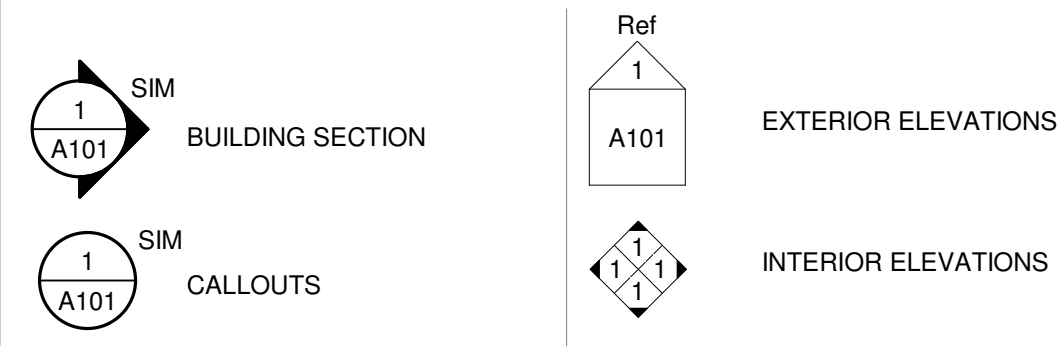 SIM
1
A101
BUILDING SECTION
SIM
1
A101
CALLOUTS
Ref
1
A101
EXTERIOR ELEVATIONS
1
1 1
1
INTERIOR ELEVATIONS